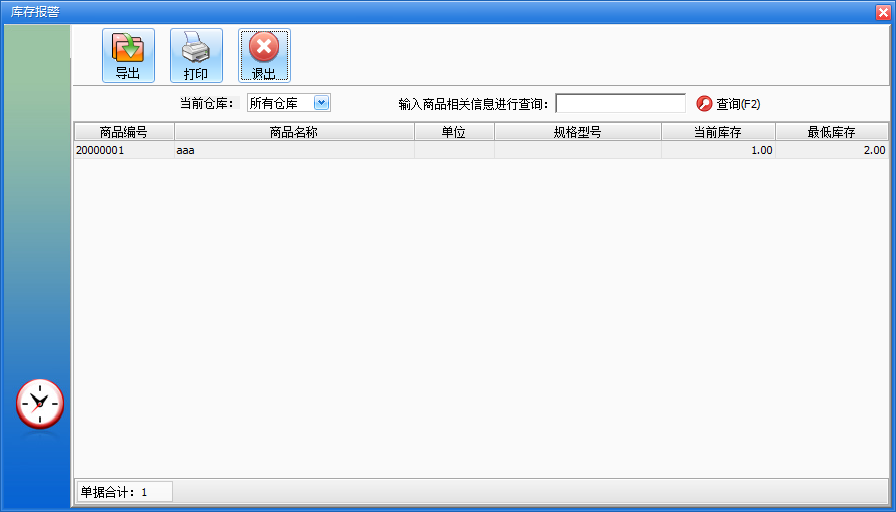 库存报警
导出 打印 退出
当前仓库： 所有仓库 输入商品相关信息进行查询： 查询(F2)
商品编号 商品名称 单位 规格型号 当前库存 最低库存
20000001 aaa 1.00 2.00
单据合计： 1